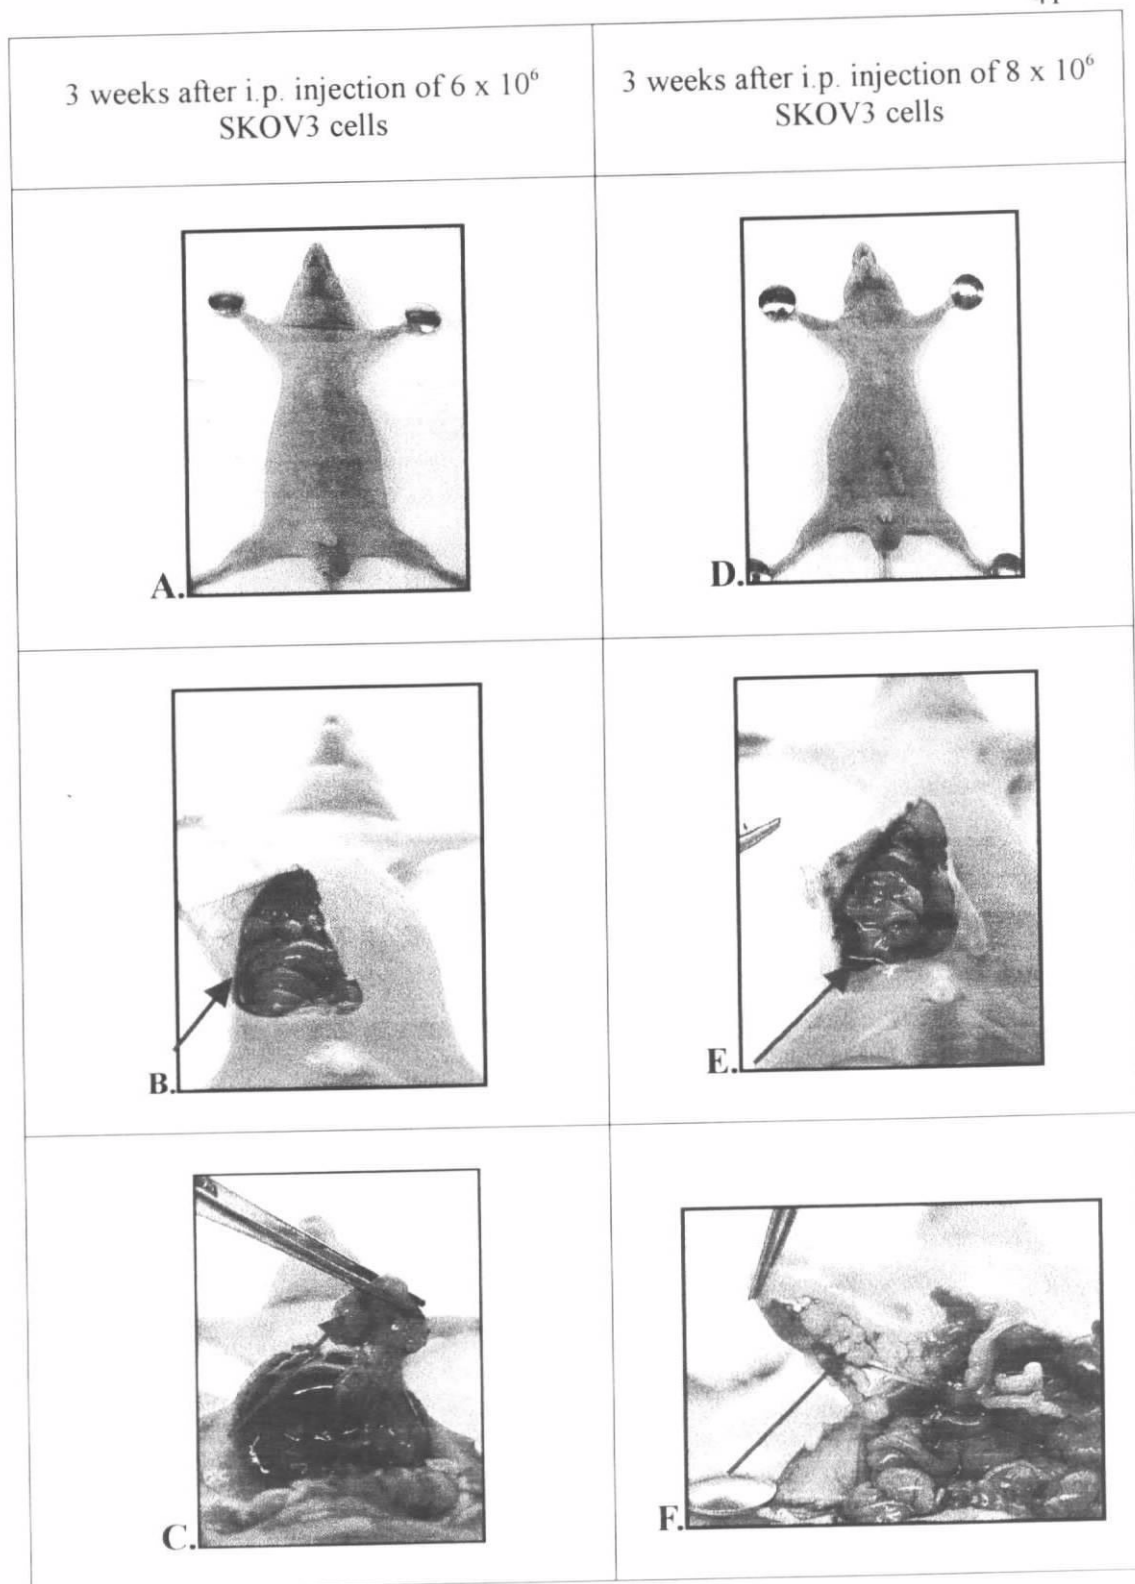 3 weeks after i.p. injection of 6 x 10⁶
SKOV3 cells
3 weeks after i.p. injection of 8 x 10⁶
SKOV3 cells
A.
D.
B.
E.
C.
F.